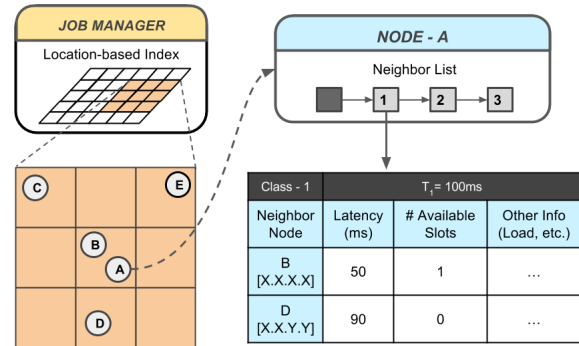 JOB MANAGER
Location-based Index
NODE - A
Neighbor List
1 2 3
C
E
B
A
D
Class - 1 T1= 100ms
Neighbor Node Latency (ms) # Available Slots Other Info (Load, etc.)
B [X.X.X.X] 50 1 ...
D [X.X.Y.Y] 90 0 ...